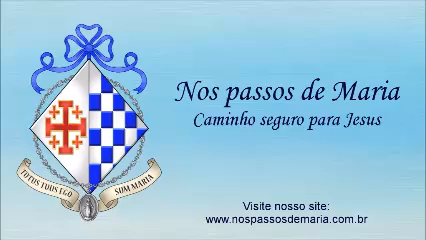 Nos passos de Maria
Caminho seguro para Jesus
TOTUS TUUS EGO
SUM MARIA
Visite nosso site:
www.nospassosdemaria.com.br